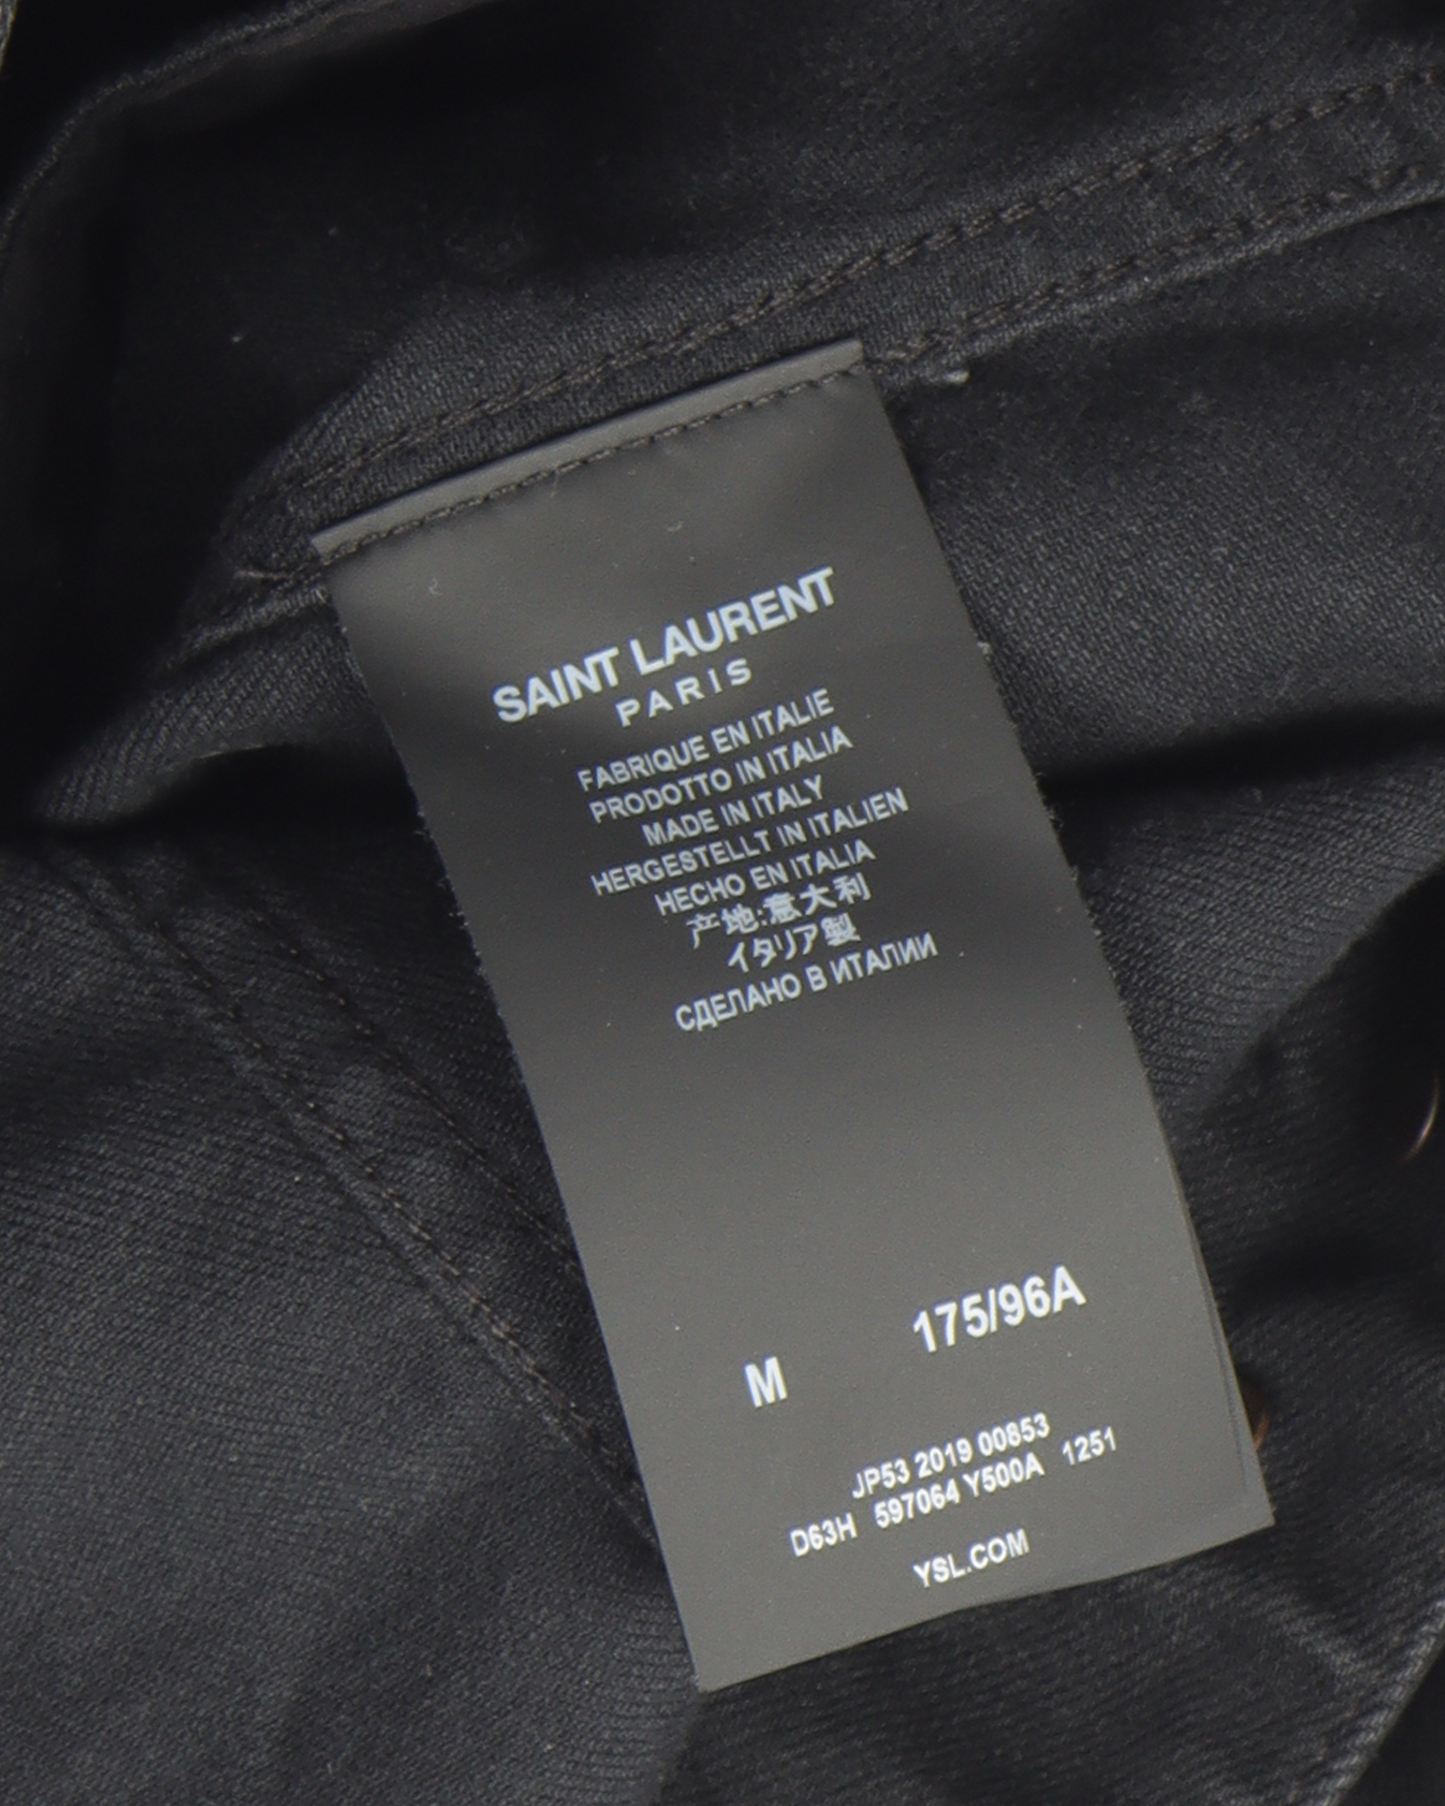 SAINT LAURENT
PARIS
FABRIQUE EN ITALIE
PRODOTTO IN ITALIA
MADE IN ITALY
HERGESTELLT IN ITALIEN
HECHO EN ITALIA
产地:意大利
イタリア製
СДЕЛАНО В ИТАЛИИ
M 175/96A
JP53 2019 00853
D63H 597064 Y500A 1251
YSL.COM